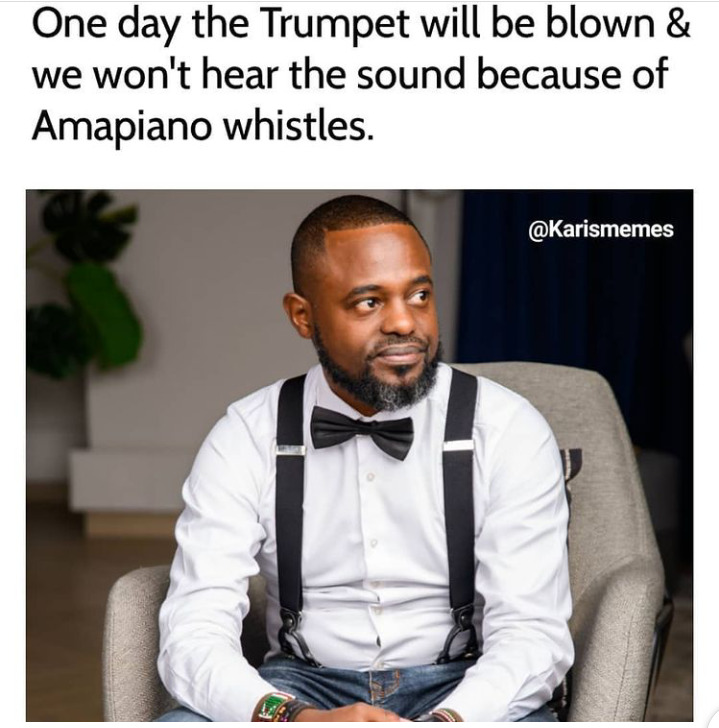 One day the Trumpet will be blown &
we won't hear the sound because of
Amapiano whistles.
@Karismemes